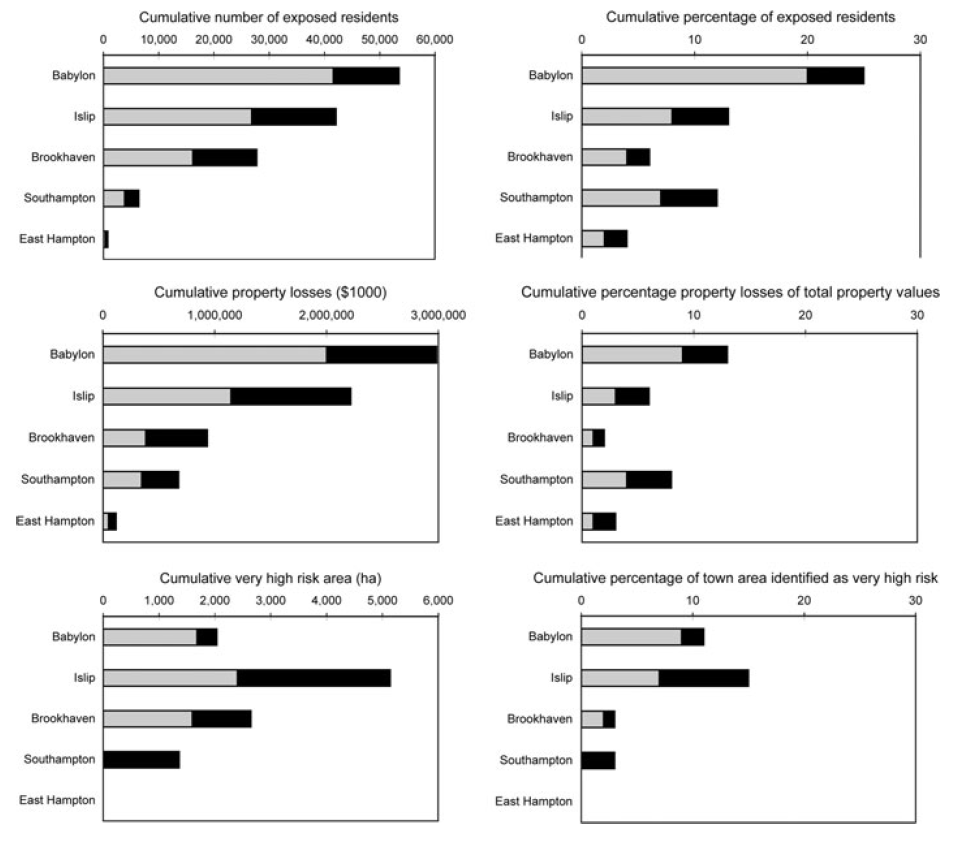 Cumulative number of exposed residents
0 10,000 20,000 30,000 40,000 50,000 60,000
Babylon
Islip
Brookhaven
Southampton
East Hampton
Cumulative percentage of exposed residents
0 10 20 30
Babylon
Islip
Brookhaven
Southampton
East Hampton
Cumulative property losses ($1000)
0 1,000,000 2,000,000 3,000,000
Babylon
Islip
Brookhaven
Southampton
East Hampton
Cumulative percentage property losses of total property values
0 10 20 30
Babylon
Islip
Brookhaven
Southampton
East Hampton
Cumulative very high risk area (ha)
0 1,000 2,000 3,000 4,000 5,000 6,000
Babylon
Islip
Brookhaven
Southampton
East Hampton
Cumulative percentage of town area identified as very high risk
0 10 20 30
Babylon
Islip
Brookhaven
Southampton
East Hampton